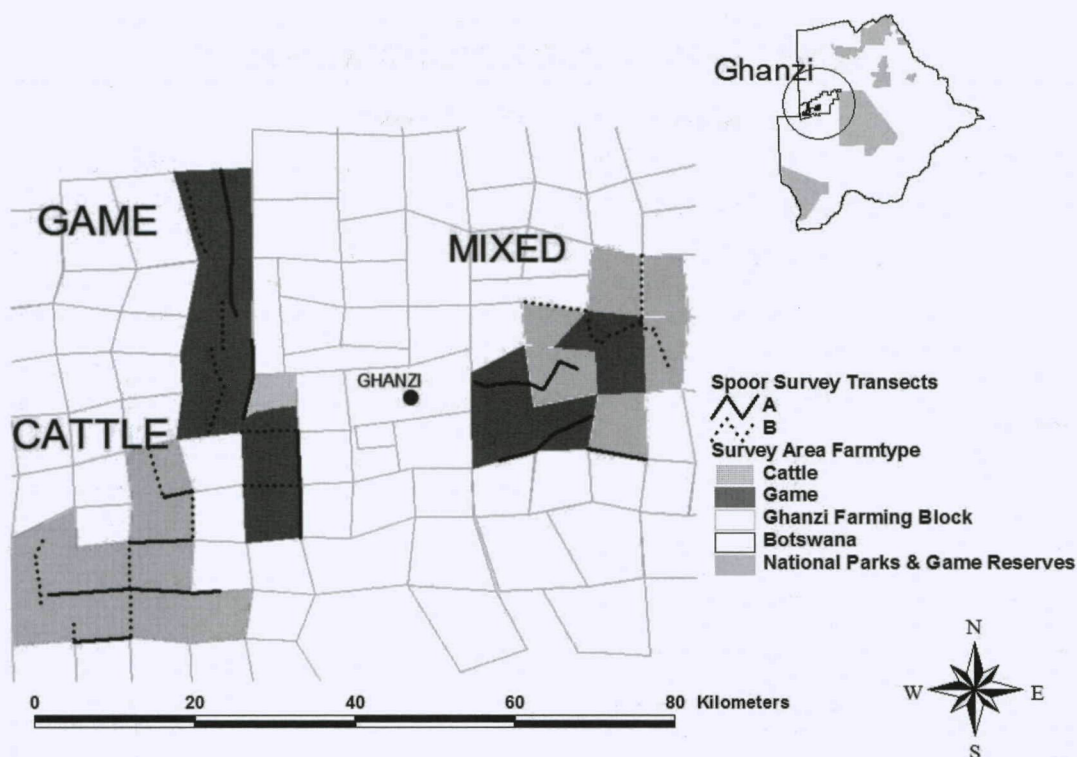 Ghanzi
GAME
MIXED
GHANZI
CATTLE
Spoor Survey Transects
A
B
Survey Area Farmtype
Cattle
Game
Ghanzi Farming Block
Botswana
National Parks & Game Reserves
0 20 40 60 80 Kilometers
N
W E
S